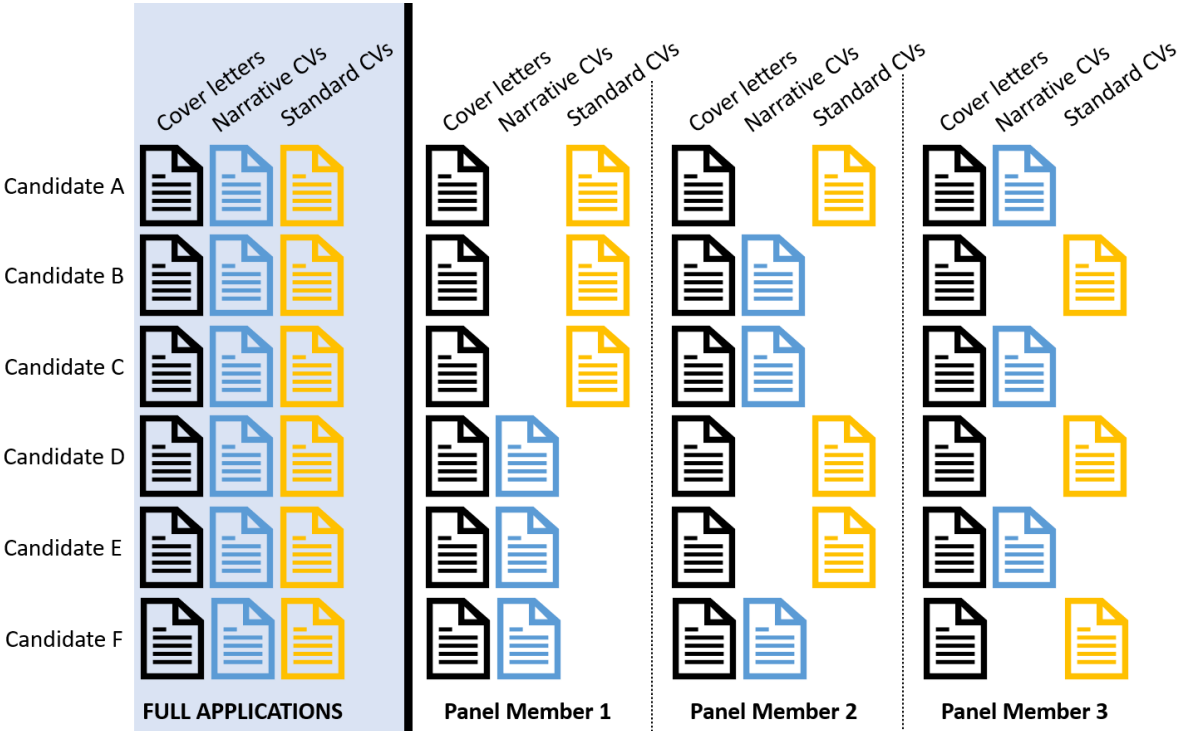 Cover letters
Narrative CVs
Standard CVs
Cover letters
Narrative CVs
Standard CVs
Cover letters
Narrative CVs
Standard CVs
Cover letters
Narrative CVs
Standard CVs
Candidate A
Candidate B
Candidate C
Candidate D
Candidate E
Candidate F
FULL APPLICATIONS
Panel Member 1
Panel Member 2
Panel Member 3